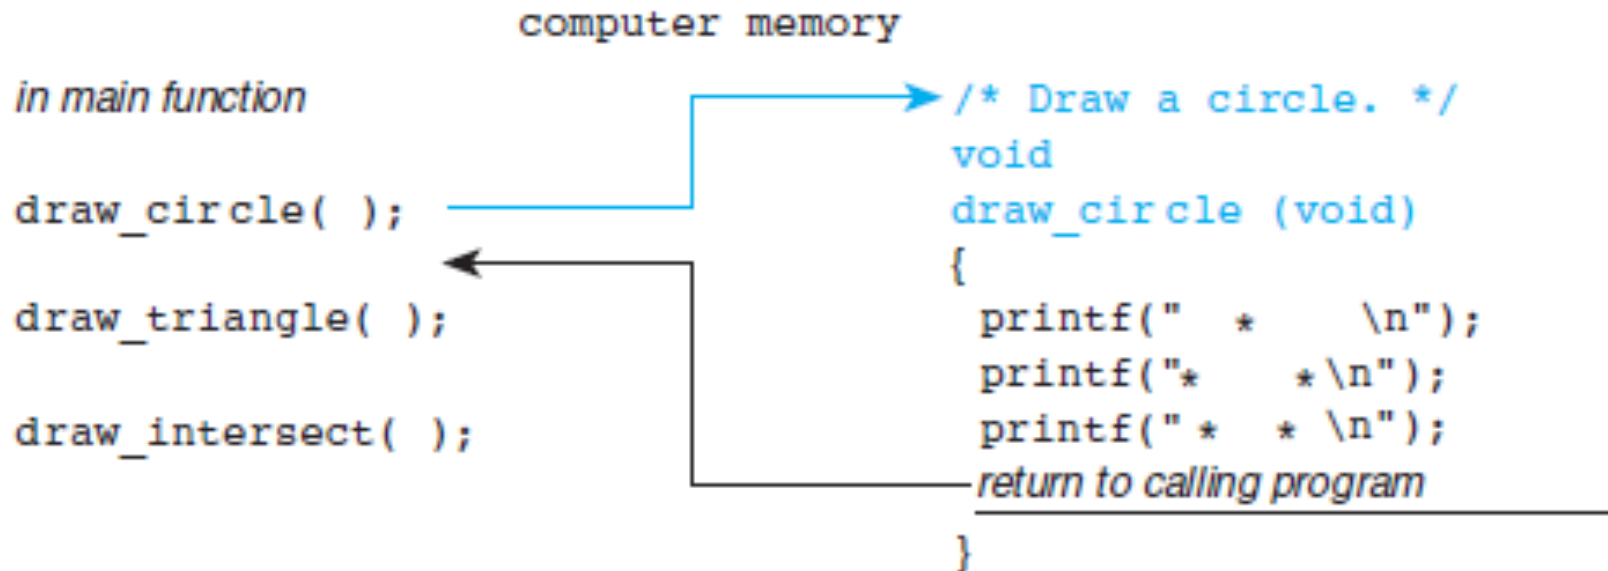 computer memory
in main function
draw_circle( );
draw_triangle( );
draw_intersect( );
/* Draw a circle. */
void
draw_circle (void)
{
printf("  *    \n");
printf("*    *\n");
printf(" *  * \n");
return to calling program
}